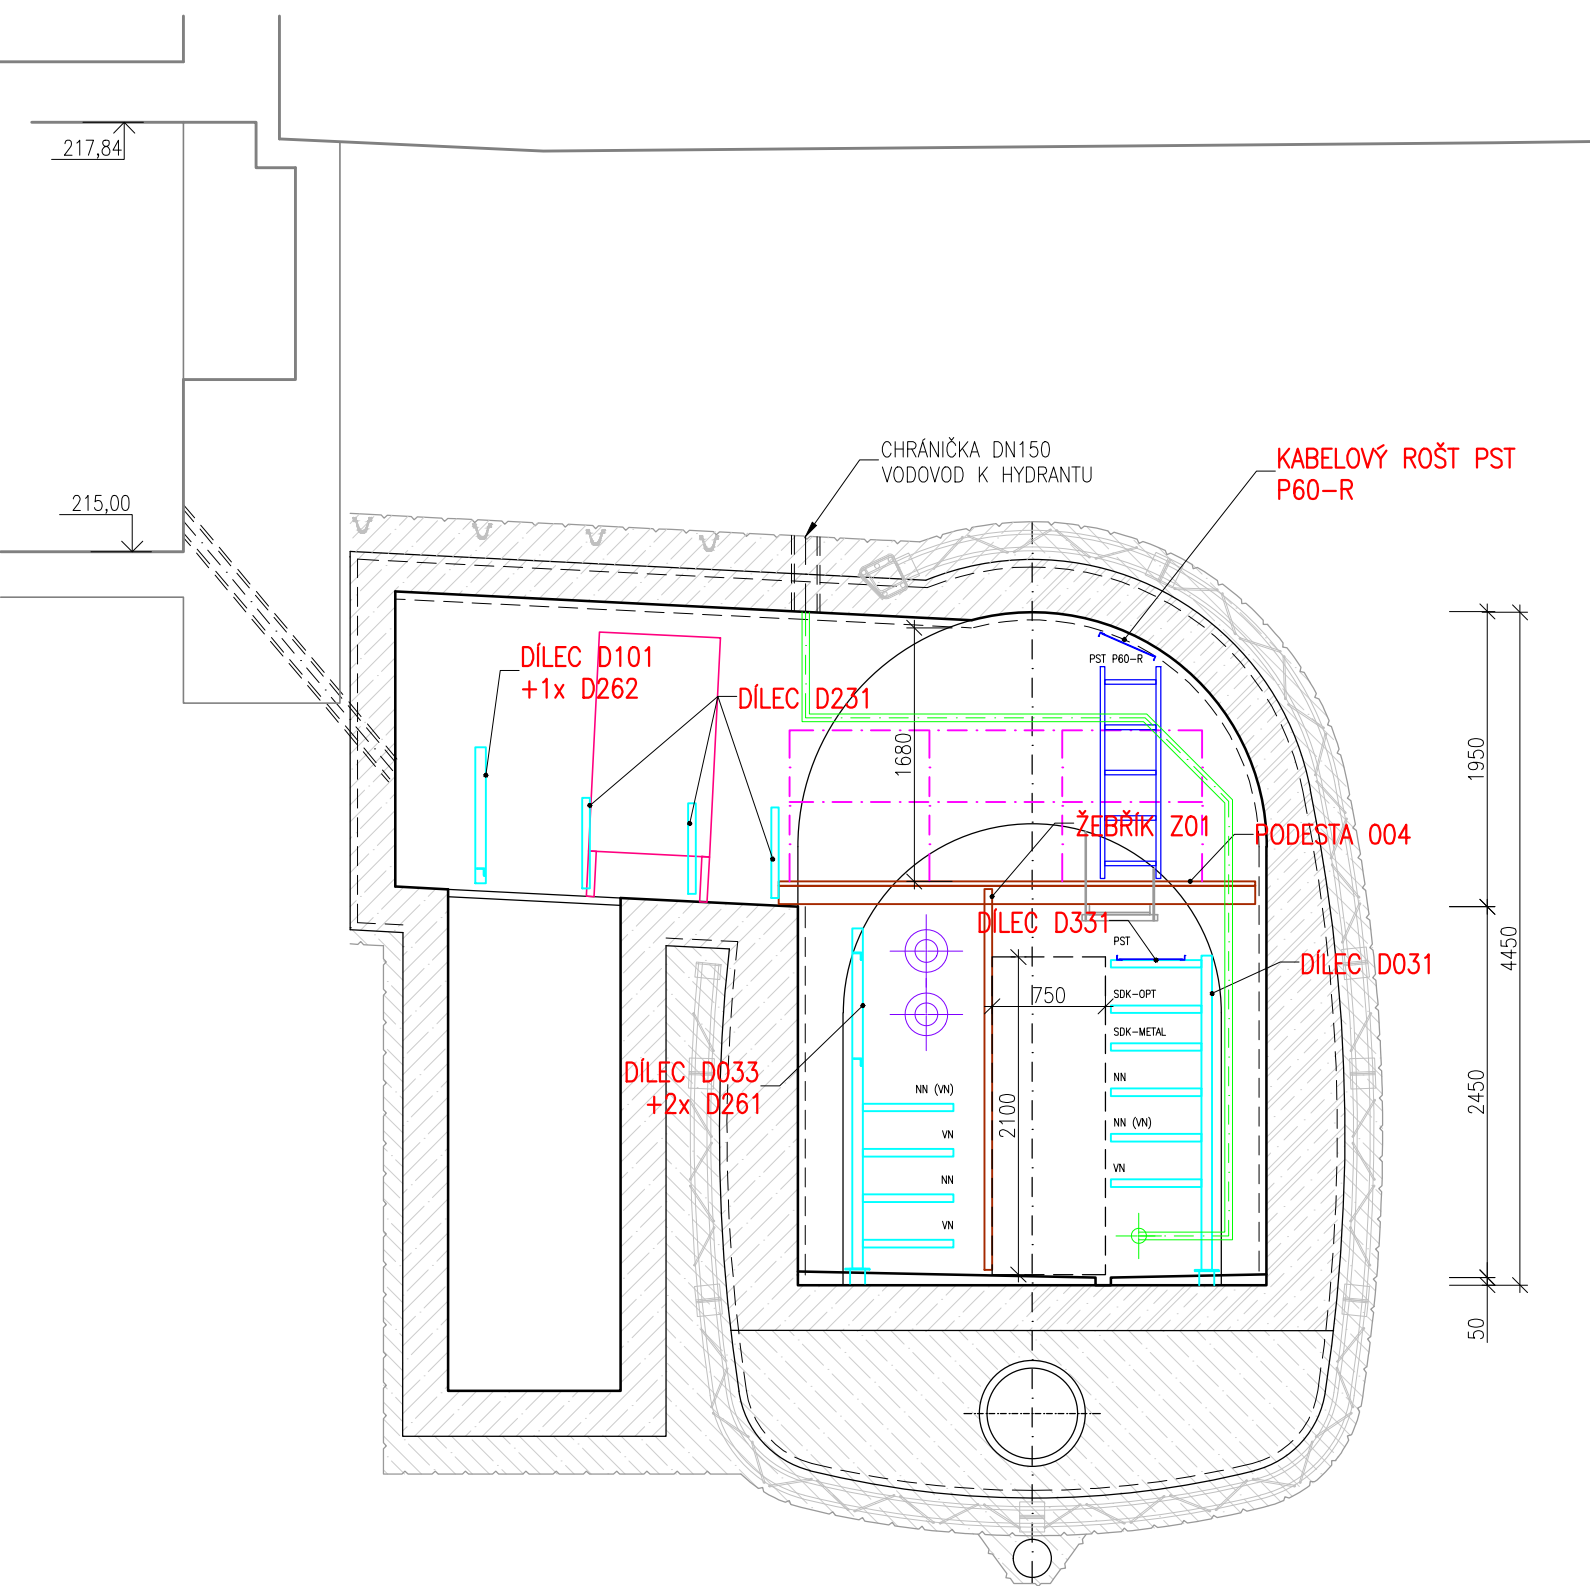 217,84
215,00
CHRÁNIČKA DN150
VODOVOD K HYDRANTU
KABELOVÝ ROŠT PST
P60-R
DÍLEC D101
+1x D262
DÍLEC D231
PST P60-R
1680
1950
ŽEBŘÍK Z01
PODESTA 004
DÍLEC D331
PST
4450
DÍLEC D031
750
SDK-OPT
SDK-METAL
DÍLEC D033
+2x D261
NN
NN (VN)
2100
2450
NN (VN)
VN
VN
NN
VN
50